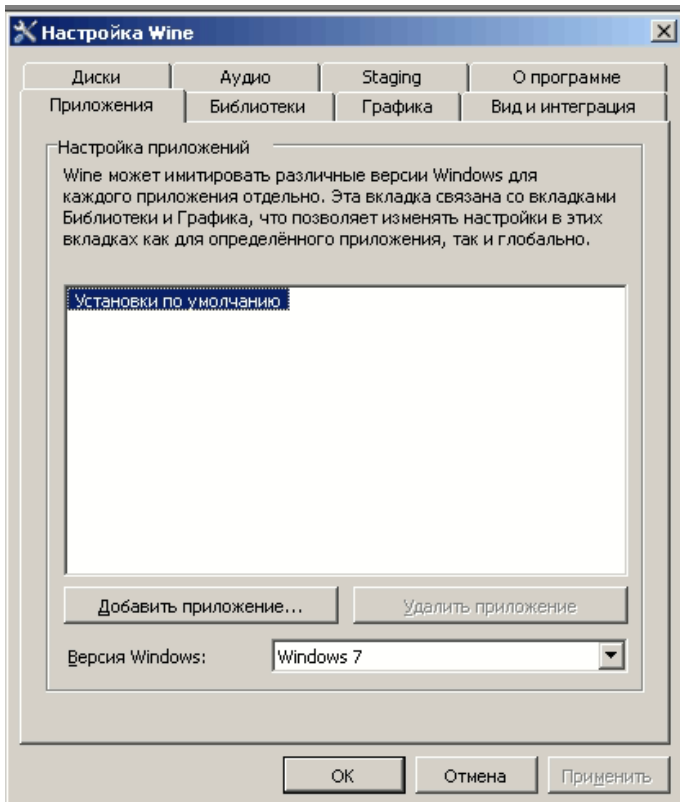 Настройка Wine
Диски Аудио Staging О программе
Приложения Библиотеки Графика Вид и интеграция
Настройка приложений
Wine может имитировать различные версии Windows для
каждого приложения отдельно. Эта вкладка связана со вкладками
Библиотеки и Графика, что позволяет изменять настройки в этих
вкладках как для определённого приложения, так и глобально.
Установки по умолчанию
Добавить приложение... Удалить приложение
Версия Windows: Windows 7
ОК Отмена Применить